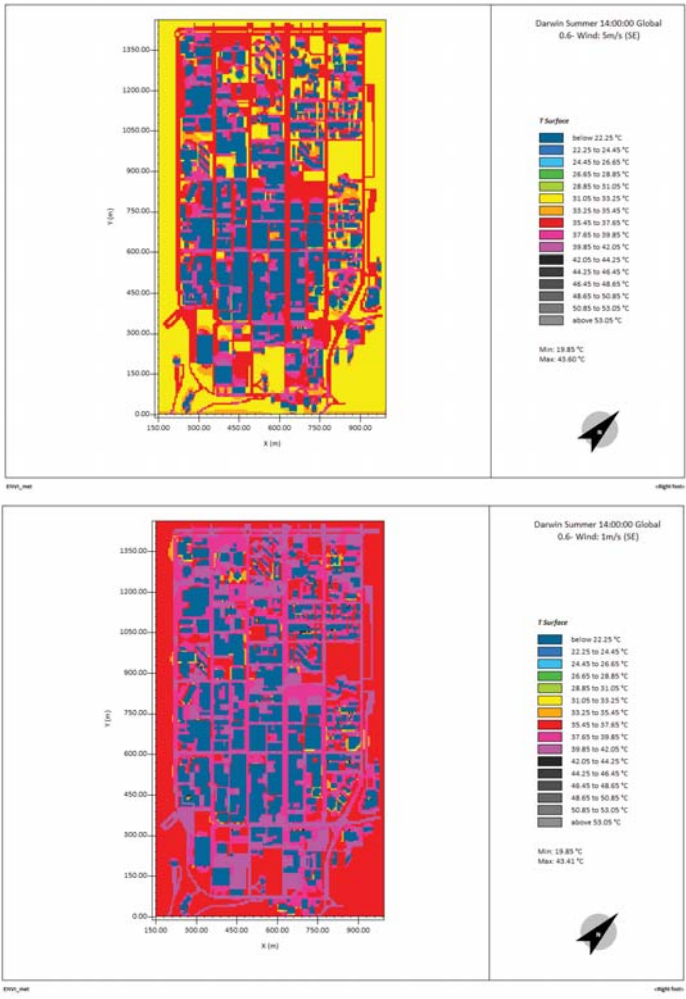 Darwin Summer 14:00:00 Global
0.6- Wind: 5m/s (SE)
T Surface
below 22.25 °C
22.25 to 24.45 °C
24.45 to 26.65 °C
26.65 to 28.85 °C
28.85 to 31.05 °C
31.05 to 33.25 °C
33.25 to 35.45 °C
35.45 to 37.65 °C
37.65 to 39.85 °C
39.85 to 42.05 °C
42.05 to 44.25 °C
44.25 to 46.45 °C
46.45 to 48.65 °C
48.65 to 50.85 °C
50.85 to 53.05 °C
above 53.05 °C
Min: 19.85 °C
Max: 43.60 °C
N
Y (m)
1350.00
1200.00
1050.00
900.00
750.00
600.00
450.00
300.00
150.00
0.00
150.00 300.00 450.00 600.00 750.00 900.00
X (m)
ENVI_met
<Right foot>
Darwin Summer 14:00:00 Global
0.6- Wind: 1m/s (SE)
T Surface
below 22.25 °C
22.25 to 24.45 °C
24.45 to 26.65 °C
26.65 to 28.85 °C
28.85 to 31.05 °C
31.05 to 33.25 °C
33.25 to 35.45 °C
35.45 to 37.65 °C
37.65 to 39.85 °C
39.85 to 42.05 °C
42.05 to 44.25 °C
44.25 to 46.45 °C
46.45 to 48.65 °C
48.65 to 50.85 °C
50.85 to 53.05 °C
above 53.05 °C
Min: 19.85 °C
Max: 43.41 °C
N
Y (m)
1350.00
1200.00
1050.00
900.00
750.00
600.00
450.00
300.00
150.00
0.00
150.00 300.00 450.00 600.00 750.00 900.00
X (m)
ENVI_met
<Right foot>